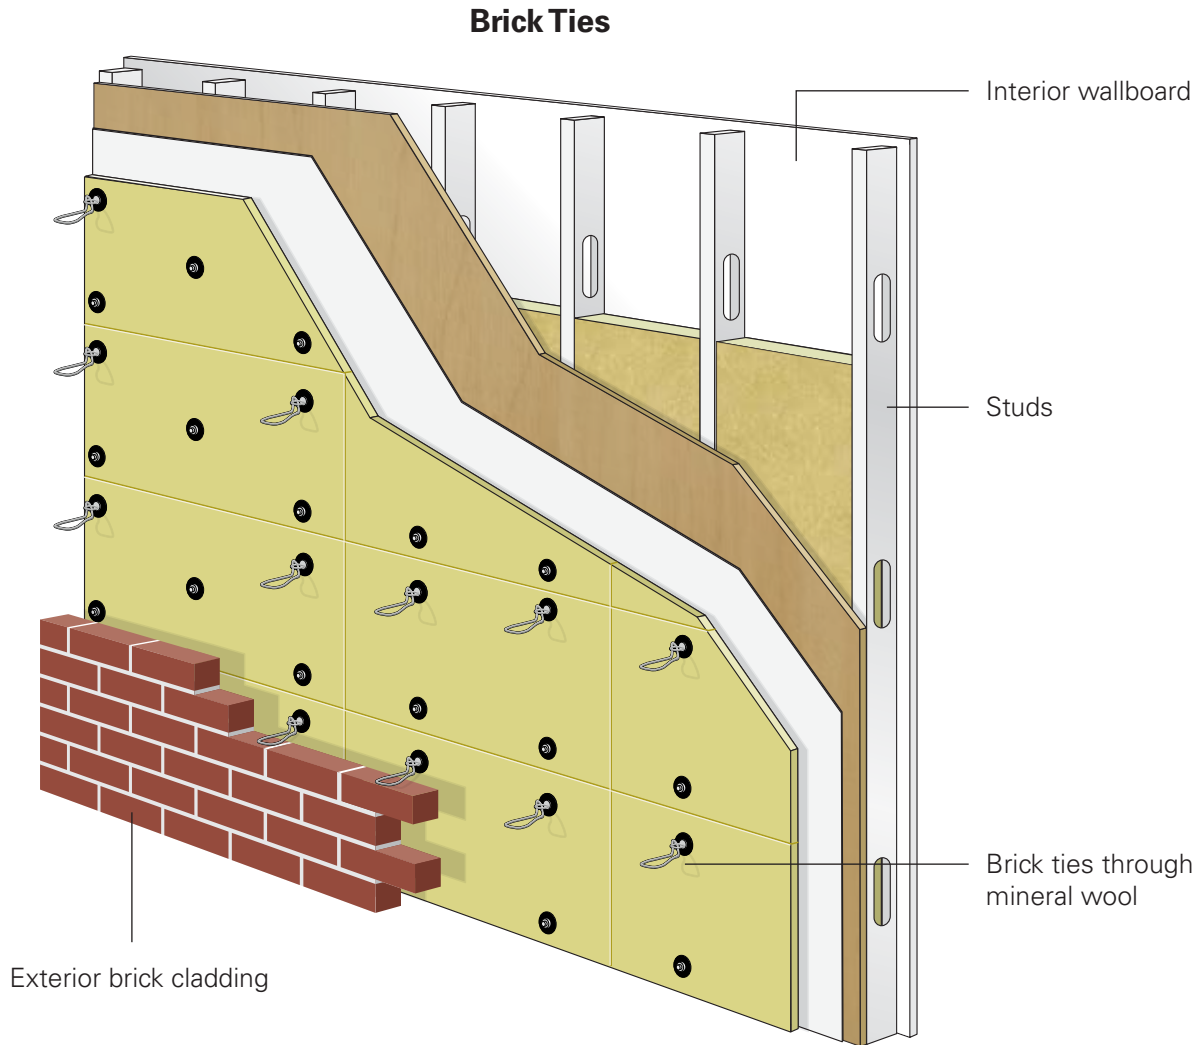 Brick Ties
Interior wallboard
Studs
Brick ties through
mineral wool
Exterior brick cladding